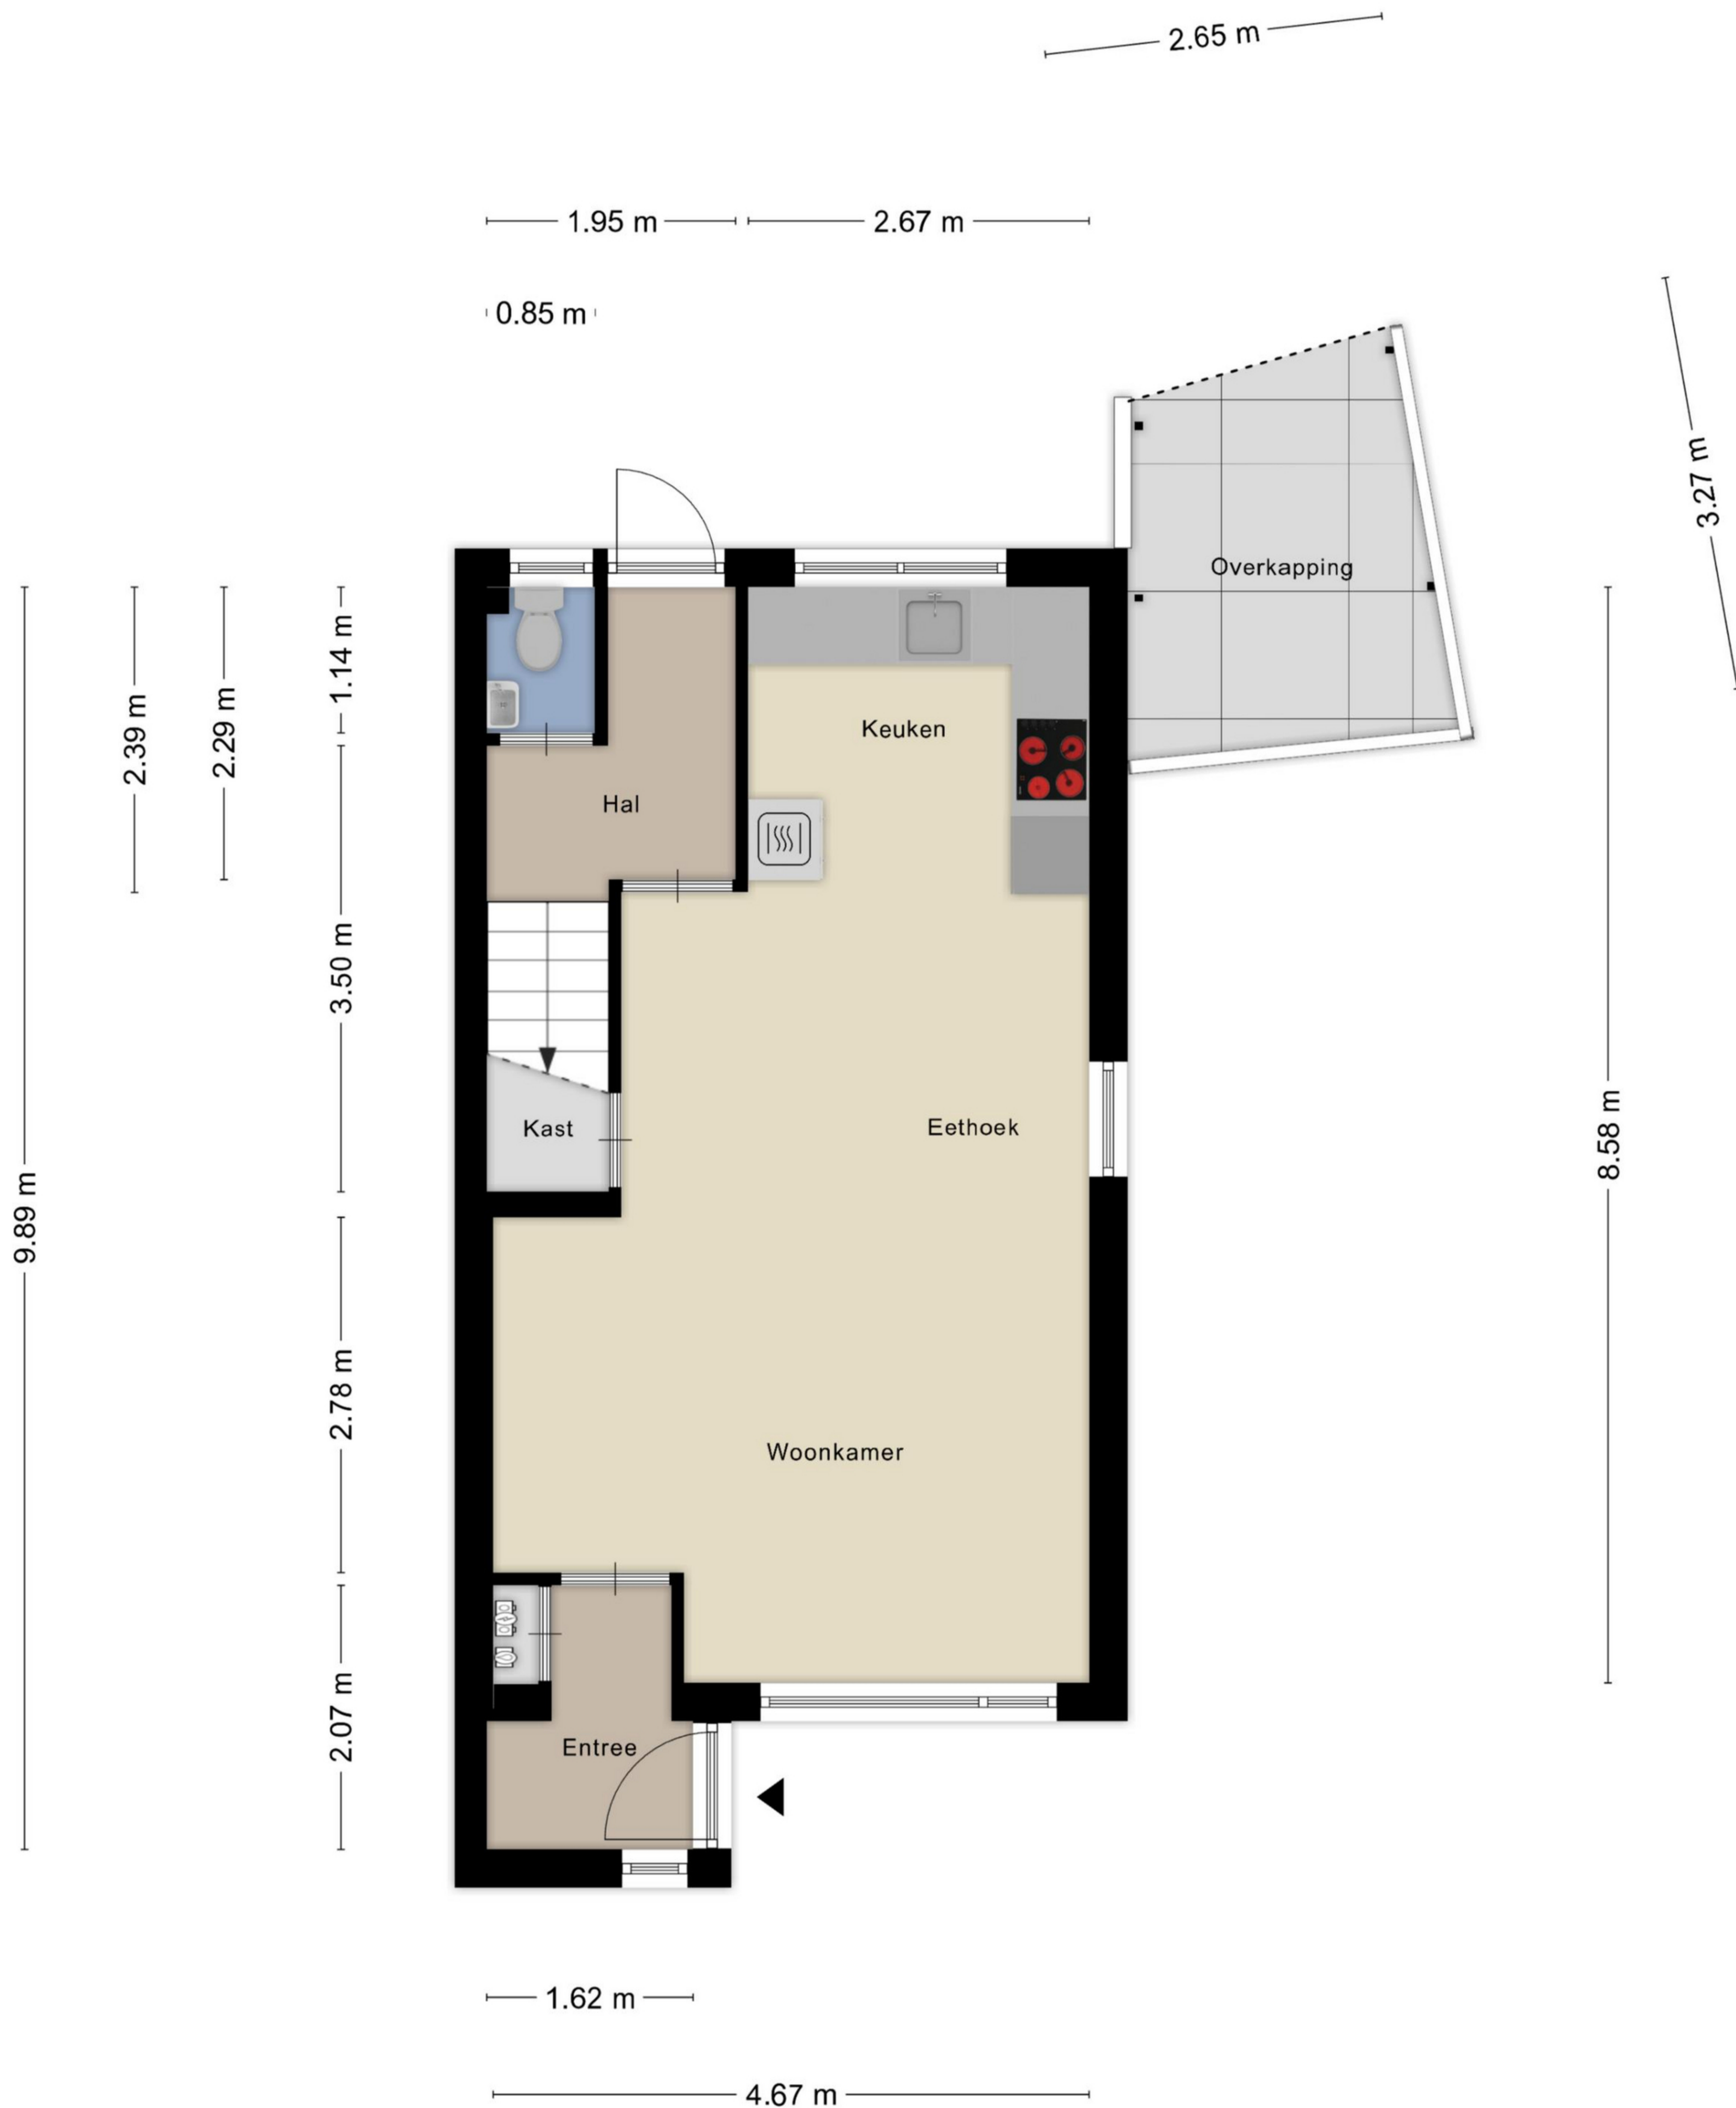 2.65 m
1.95 m
2.67 m
0.85 m
3.27 m
Overkapping
1.14 m
2.39 m
2.29 m
Keuken
Hal
3.50 m
8.58 m
Kast
Eethoek
9.89 m
2.78 m
Woonkamer
2.07 m
Entree
1.62 m
4.67 m